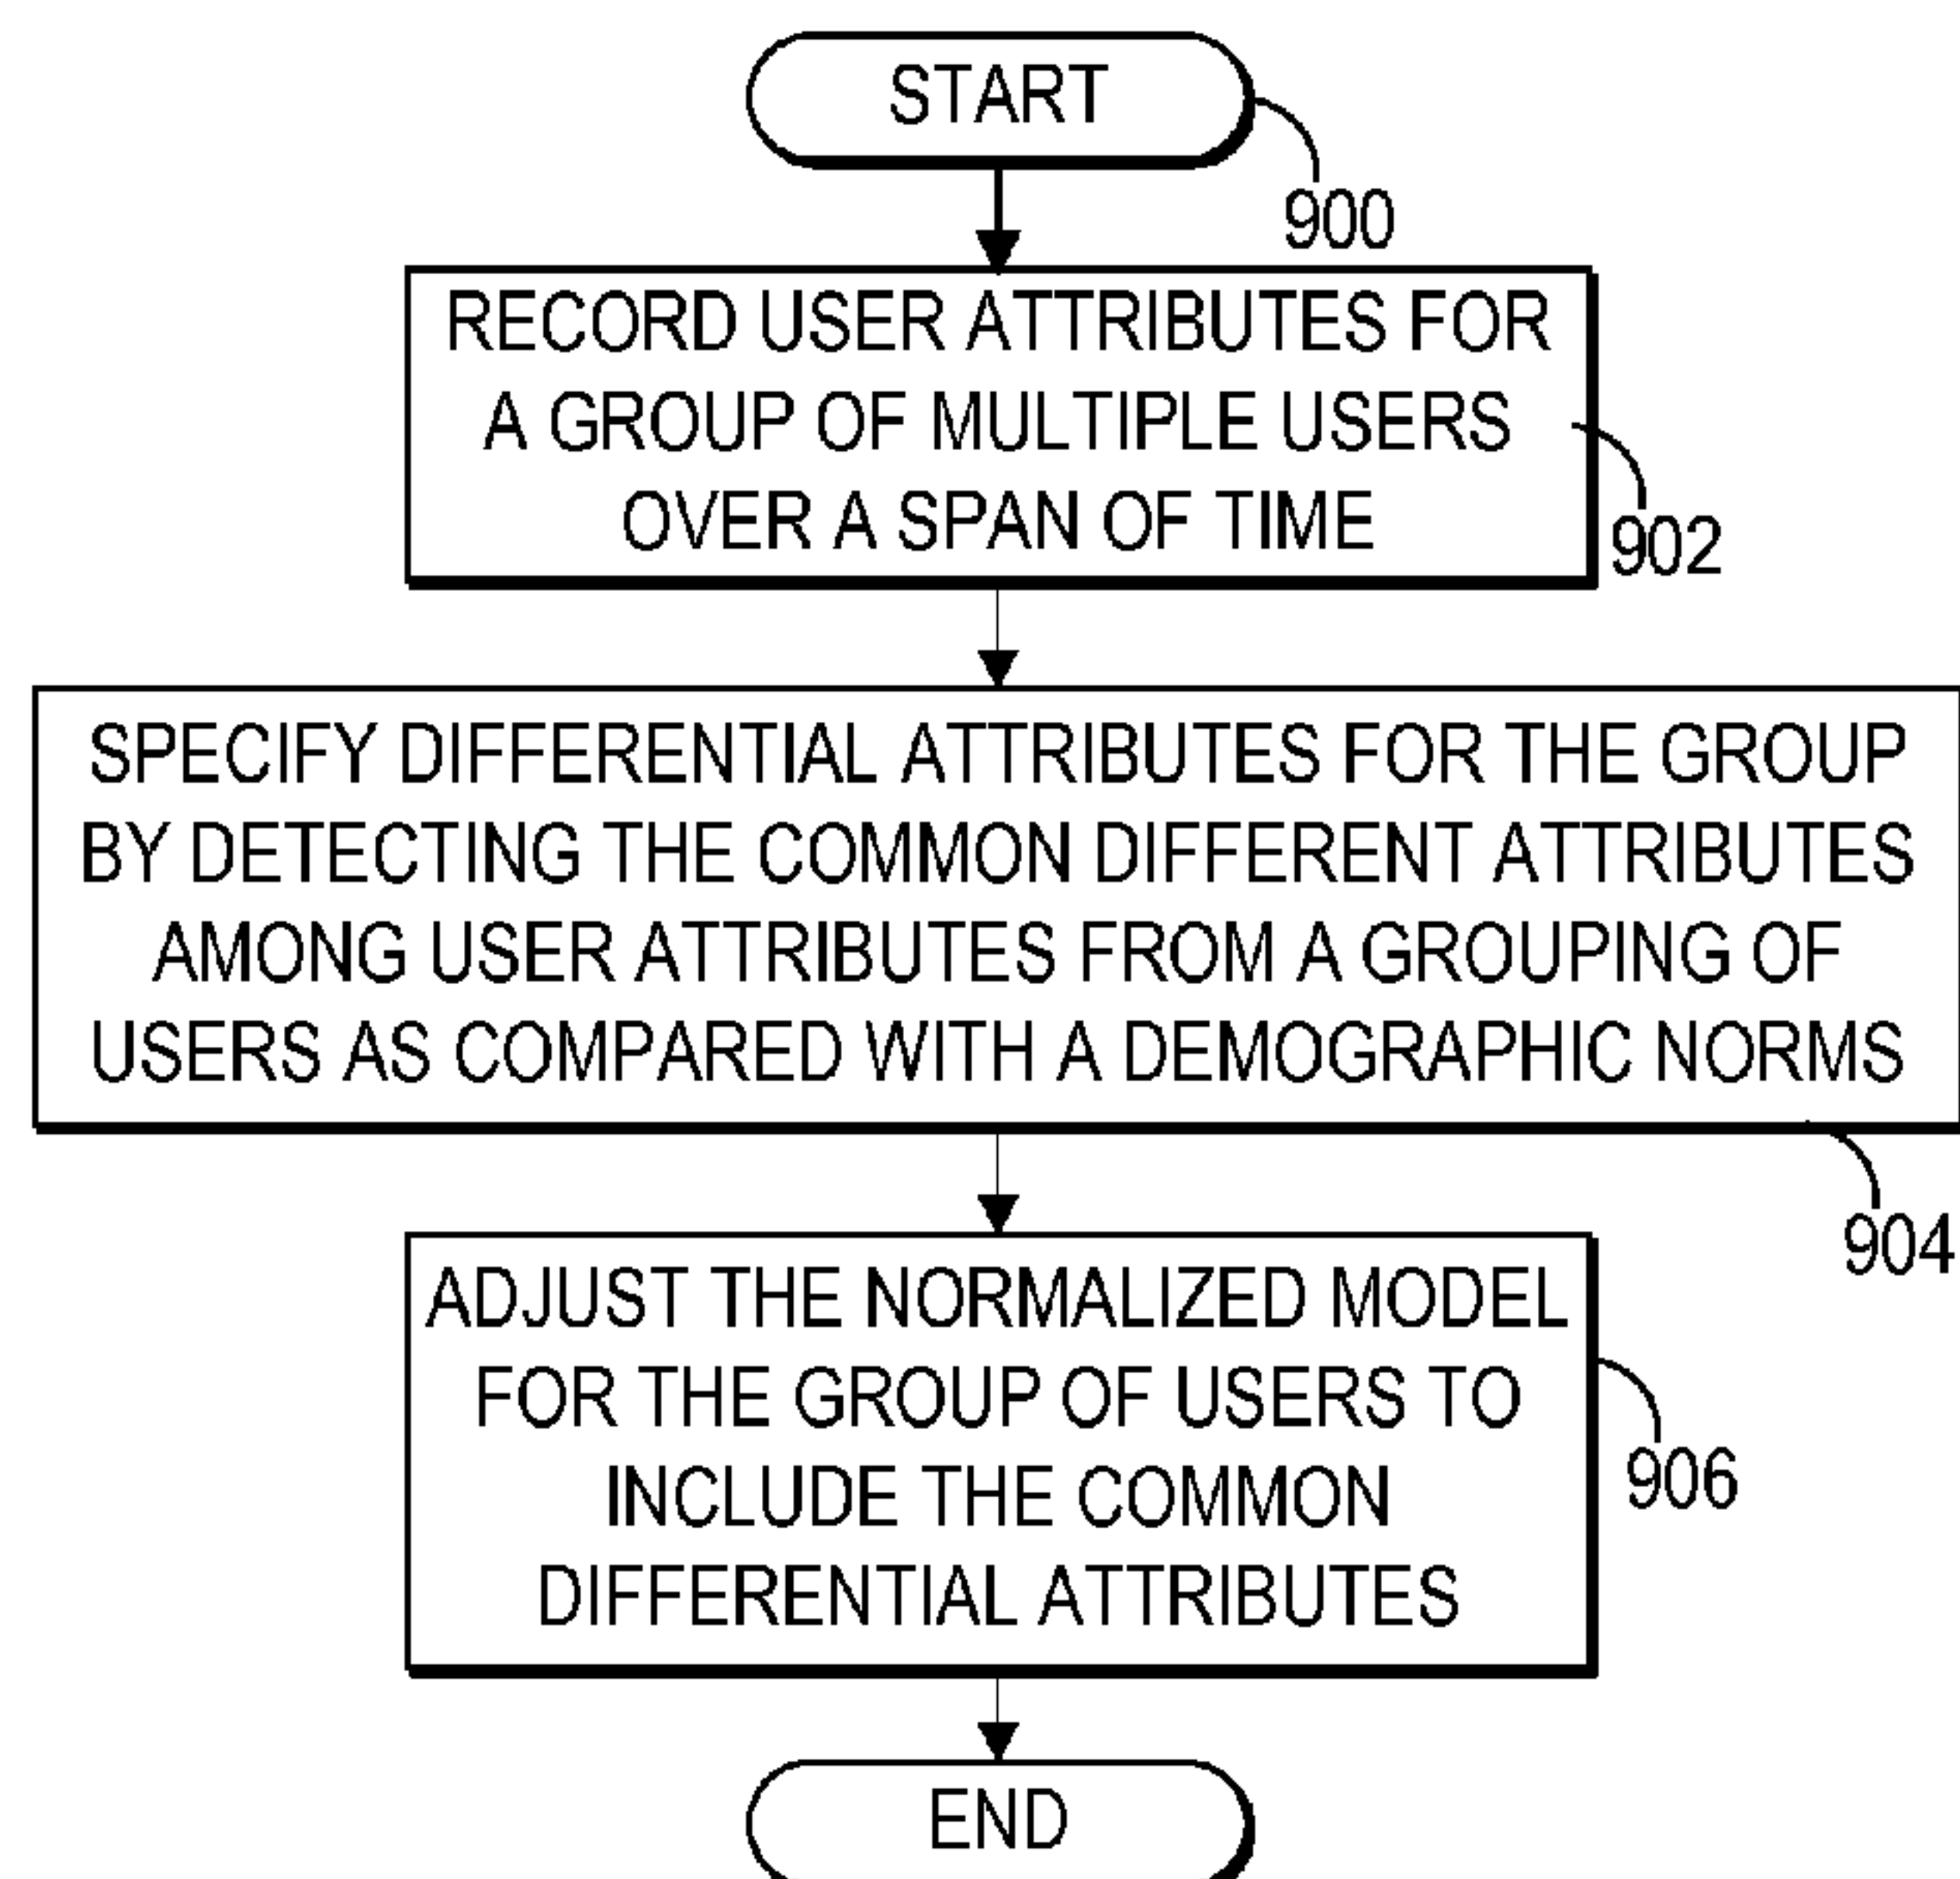 START
900
RECORD USER ATTRIBUTES FOR
A GROUP OF MULTIPLE USERS
OVER A SPAN OF TIME
902
SPECIFY DIFFERENTIAL ATTRIBUTES FOR THE GROUP
BY DETECTING THE COMMON DIFFERENT ATTRIBUTES
AMONG USER ATTRIBUTES FROM A GROUPING OF
USERS AS COMPARED WITH A DEMOGRAPHIC NORMS
904
ADJUST THE NORMALIZED MODEL
FOR THE GROUP OF USERS TO
INCLUDE THE COMMON
DIFFERENTIAL ATTRIBUTES
906
END